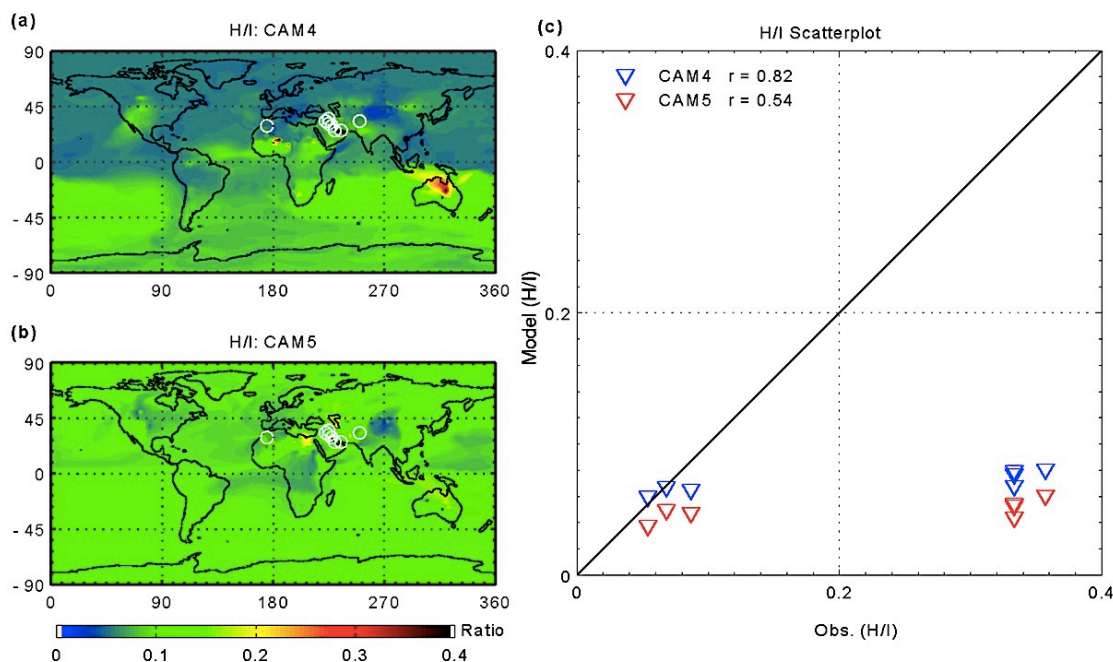 (a)
H/I: CAM4
90
45
0
- 45
- 90
0 90 180 270 360
(b)
H/I: CAM5
90
45
0
- 45
- 90
0 90 180 270 360
Ratio
0 0.1 0.2 0.3 0.4
(c)
H/I Scatterplot
0.4
CAM4 r = 0.82
CAM5 r = 0.54
Model (H/I)
0.2
0
0 0.2 0.4
Obs. (H/I)